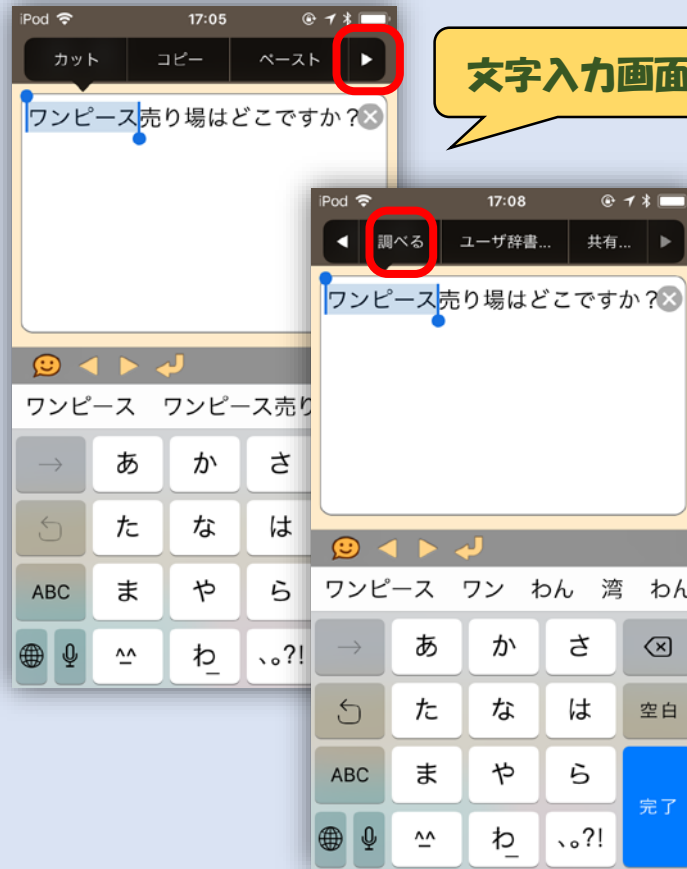 iPod 17:05
カット コピー ペースト ▶
文字入力画面
ワンピース売り場はどこですか?
ワンピース ワンピース売り
→ あ か さ
た な は
ABC ま や ら
^^ わ_ 、。?!
iPod 17:08
◀ 調べる ユーザ辞書... 共有... ▶
ワンピース売り場はどこですか?
ワンピース ワン わん 湾 わん
→ あ か さ
た な は 空白
ABC ま や ら
完了
^^ わ_ 、。?!